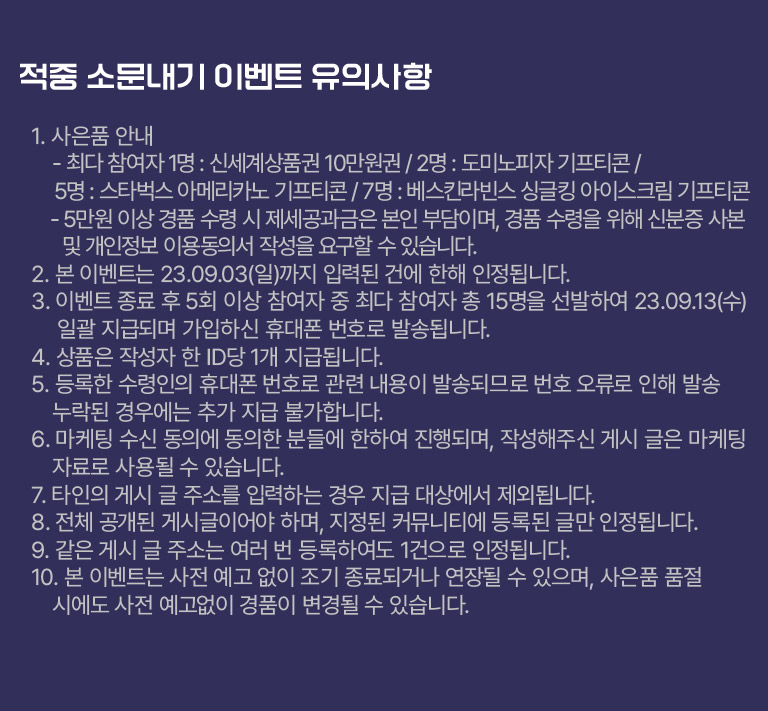 적중 소문내기 이벤트 유의사항
1. 사은품 안내
- 최다 참여자 1명 : 신세계상품권 10만원권 / 2명 : 도미노피자 기프티콘 /
5명 : 스타벅스 아메리카노 기프티콘 / 7명 : 베스킨라빈스 싱글킹 아이스크림 기프티콘
- 5만원 이상 경품 수령 시 제세공과금은 본인 부담이며, 경품 수령을 위해 신분증 사본
및 개인정보 이용동의서 작성을 요구할 수 있습니다.
2. 본 이벤트는 23.09.03(일)까지 입력된 건에 한해 인정됩니다.
3. 이벤트 종료 후 5회 이상 참여자 중 최다 참여자 총 15명을 선발하여 23.09.13(수)
일괄 지급되며 가입하신 휴대폰 번호로 발송됩니다.
4. 상품은 작성자 한 ID당 1개 지급됩니다.
5. 등록한 수령인의 휴대폰 번호로 관련 내용이 발송되므로 번호 오류로 인해 발송
누락된 경우에는 추가 지급 불가합니다.
6. 마케팅 수신 동의에 동의한 분들에 한하여 진행되며, 작성해주신 게시 글은 마케팅
자료로 사용될 수 있습니다.
7. 타인의 게시 글 주소를 입력하는 경우 지급 대상에서 제외됩니다.
8. 전체 공개된 게시글이어야 하며, 지정된 커뮤니티에 등록된 글만 인정됩니다.
9. 같은 게시 글 주소는 여러 번 등록하여도 1건으로 인정됩니다.
10. 본 이벤트는 사전 예고 없이 조기 종료되거나 연장될 수 있으며, 사은품 품절
시에도 사전 예고없이 경품이 변경될 수 있습니다.